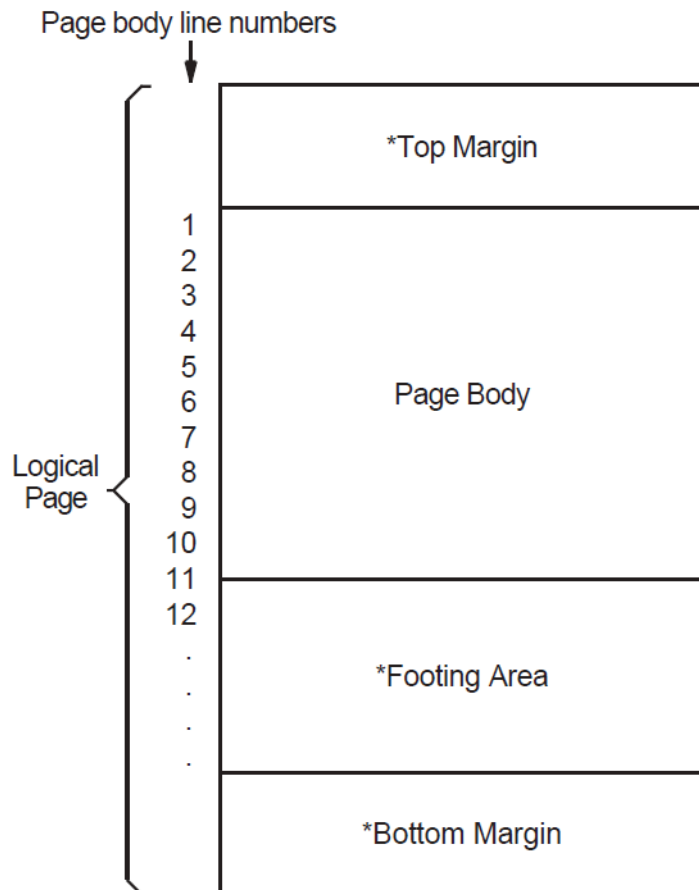 Page body line numbers
*Top Margin
1
2
3
4
5
Page Body
6
7
Logical
Page
8
9
10
11
12
.
*Footing Area
.
.
.
*Bottom Margin